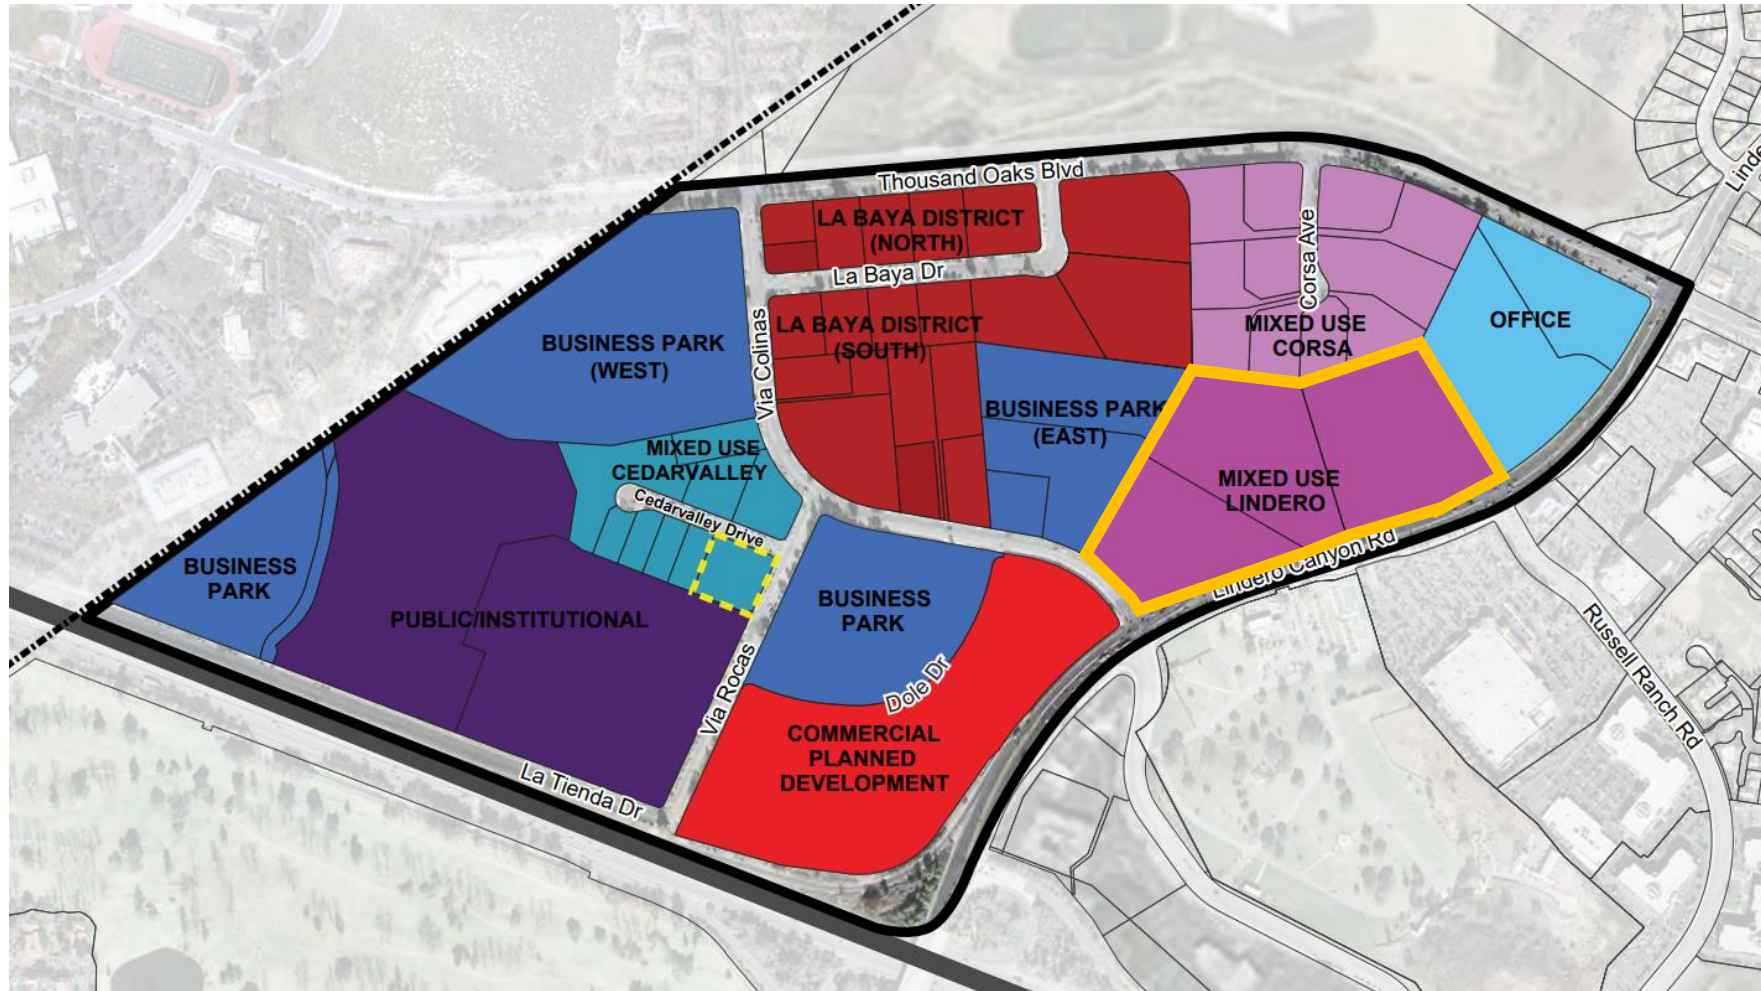 Thousand Oaks Blvd
Linde
LA BAYA DISTRICT
(NORTH)
La Baya Dr
Corsa Ave
LA BAYA DISTRICT
(SOUTH)
MIXED USE
CORSA
OFFICE
BUSINESS PARK
(WEST)
Via Colinas
BUSINESS PARK
(EAST)
MIXED USE
CEDARVALLEY
Cedarvalley Drive
MIXED USE
LINDERO
Lindero Canyon Rd
BUSINESS
PARK
PUBLIC/INSTITUTIONAL
BUSINESS
PARK
Russell Ranch Rd
Via Rocas
Dole Dr
COMMERCIAL
PLANNED
DEVELOPMENT
La Tienda Dr